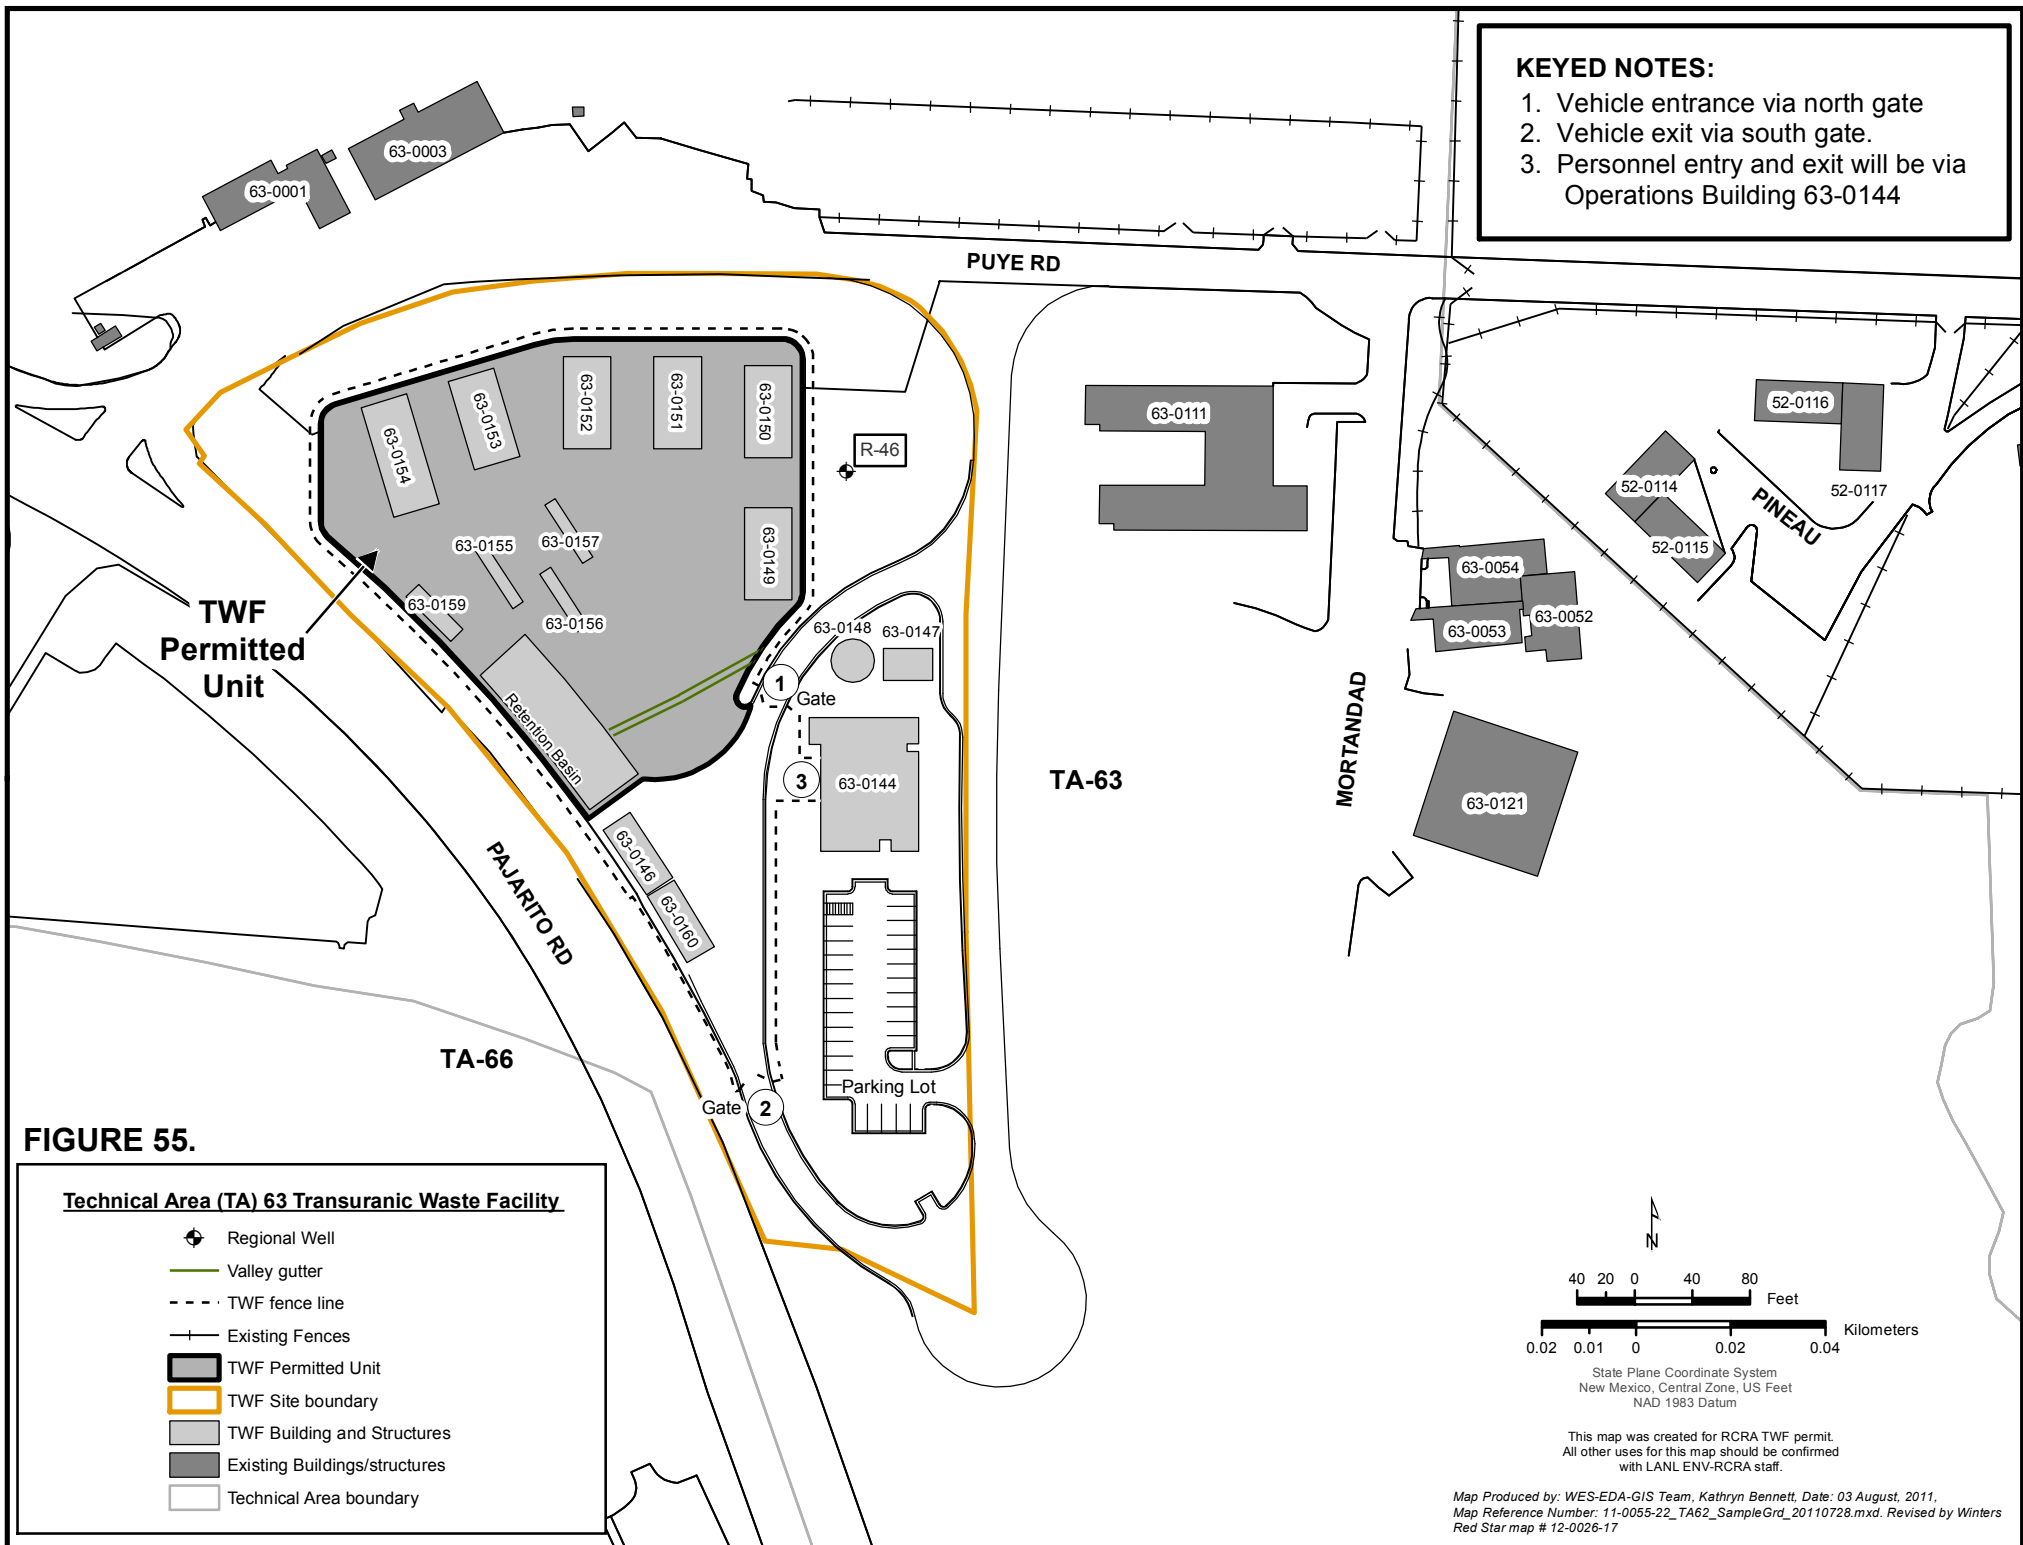 KEYED NOTES:
1. Vehicle entrance via north gate
2. Vehicle exit via south gate.
3. Personnel entry and exit will be via
Operations Building 63-0144
63-0003
63-0001
PUYE RD
63-0154
63-0153
63-0152
63-0151
63-0150
R-46
63-0111
52-0116
52-0117
52-0114
52-0115
PINEAU
63-0155
63-0157
63-0149
63-0159
63-0156
63-0054
63-0052
63-0053
TWF
Permitted
Unit
63-0148
63-0147
1
Gate
Retention Basin
3
63-0144
TA-63
MORTANDAD
63-0121
63-0146
63-0160
PAJARITO RD
TA-66
Parking Lot
Gate
2
FIGURE 55.
Technical Area (TA) 63 Transuranic Waste Facility
Regional Well
Valley gutter
TWF fence line
Existing Fences
TWF Permitted Unit
TWF Site boundary
TWF Building and Structures
Existing Buildings/structures
Technical Area boundary
N
40 20 0 40 80
Feet
Kilometers
0.02 0.01 0 0.02 0.04
State Plane Coordinate System
New Mexico, Central Zone, US Feet
NAD 1983 Datum
This map was created for RCRA TWF permit.
All other uses for this map should be confirmed
with LANL ENV-RCRA staff.
Map Produced by: WES-EDA-GIS Team, Kathryn Bennett, Date: 03 August, 2011,
Map Reference Number: 11-0055-22_TA62_SampleGrd_20110728.mxd. Revised by Winters
Red Star map # 12-0026-17